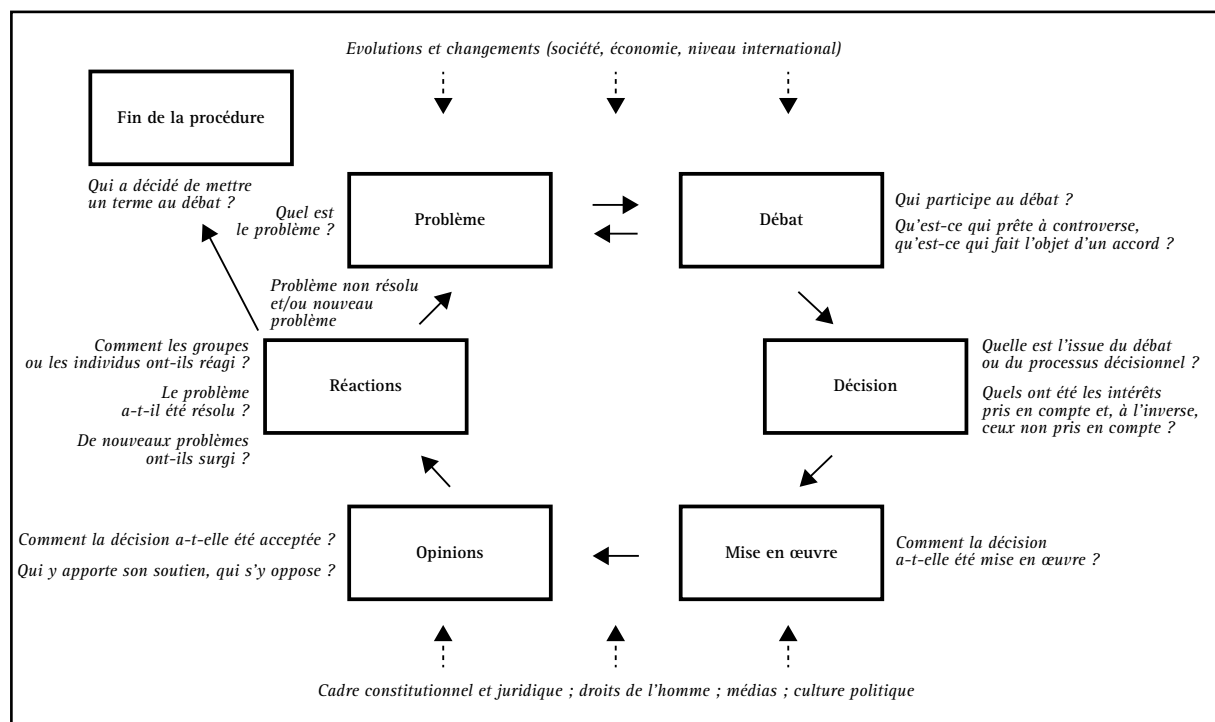 Evolutions et changements (société, économie, niveau international)
Fin de la procédure
Qui a décidé de mettre
un terme au débat ?
Quel est
le problème ?
Problème
Débat
Qui participe au débat ?
Qu'est-ce qui prête à controverse,
qu'est-ce qui fait l'objet d'un accord ?
Problème non résolu
et/ou nouveau
problème
Comment les groupes
ou les individus ont-ils réagi ?
Le problème
a-t-il été résolu ?
De nouveaux problèmes
ont-ils surgi ?
Réactions
Décision
Quelle est l'issue du débat
ou du processus décisionnel ?
Quels ont été les intérêts
pris en compte et, à l'inverse,
ceux non pris en compte ?
Comment la décision a-t-elle été acceptée ?
Qui y apporte son soutien, qui s'y oppose ?
Opinions
Mise en œuvre
Comment la décision
a-t-elle été mise en œuvre ?
Cadre constitutionnel et juridique ; droits de l'homme ; médias ; culture politique